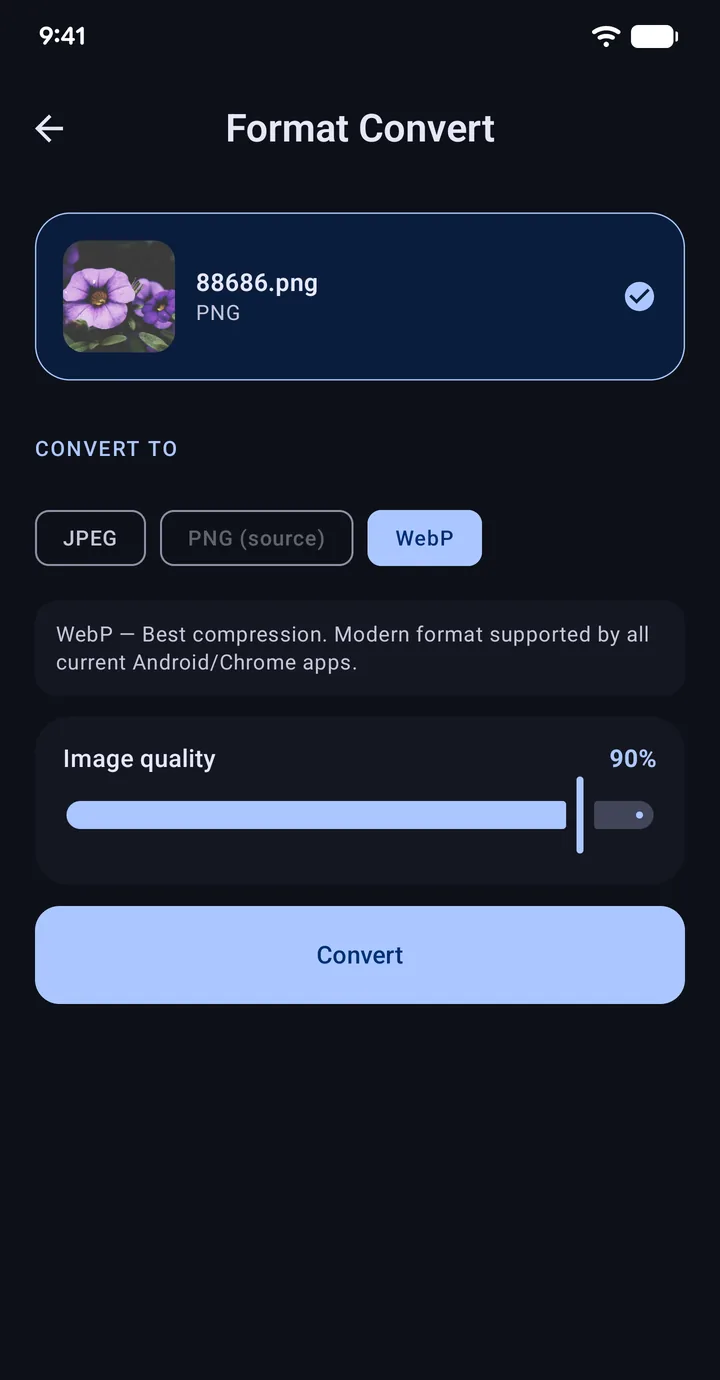 9:41
Format Convert
88686.png
PNG
CONVERT TO
JPEG
PNG (source)
WebP
WebP — Best compression. Modern format supported by all
current Android/Chrome apps.
Image quality
90%
Convert